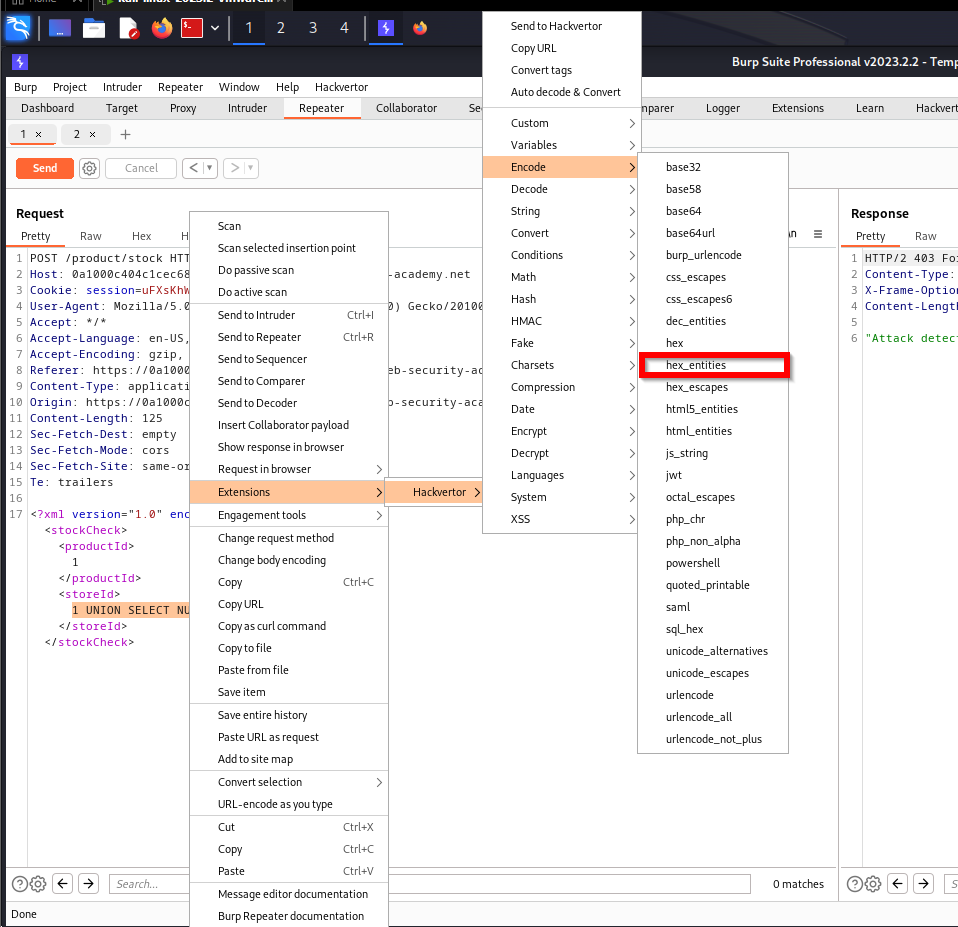 Home
kali-linux-2023.2-vmware...
1 2 3 4
Burp Suite Professional v2023.2.2 - Temp
Burp Project Intruder Repeater Window Help Hackvertor
Dashboard Target Proxy Intruder Repeater Collaborator Se mparer Logger Extensions Learn Hackvert
1 × 2 × +
Send Cancel < >
Request
Pretty Raw Hex H
1 POST /product/stock HTT
2 Host: 0a1000c404c1cec68 -academy.net
3 Cookie: session=uFXsKhW
4 User-Agent: Mozilla/5.0 ) Gecko/20100
5 Accept: */*
6 Accept-Language: en-US,
7 Accept-Encoding: gzip,
8 Referer: https://0a1000 eb-security-ac
9 Content-Type: applicati
10 Origin: https://0a1000c b-security-aca
11 Content-Length: 125
12 Sec-Fetch-Dest: empty
13 Sec-Fetch-Mode: cors
14 Sec-Fetch-Site: same-or
15 Te: trailers
16
17 <?xml version="1.0" enc
<stockCheck>
<productId>
1
</productId>
<storeId>
1 UNION SELECT NU
</storeId>
</stockCheck>
Scan
Scan selected insertion point
Do passive scan
Do active scan
Send to Intruder Ctrl+I
Send to Repeater Ctrl+R
Send to Sequencer
Send to Comparer
Send to Decoder
Insert Collaborator payload
Show response in browser
Request in browser >
Extensions >
Engagement tools >
Change request method
Change body encoding
Copy Ctrl+C
Copy URL
Copy as curl command
Copy to file
Paste from file
Save item
Save entire history
Paste URL as request
Add to site map
Convert selection >
URL-encode as you type
Cut Ctrl+X
Copy Ctrl+C
Paste Ctrl+V
Message editor documentation
Burp Repeater documentation
Hackvertor >
Send to Hackvertor
Copy URL
Convert tags
Auto decode & Convert
Custom >
Variables >
Encode >
Decode >
String >
Convert >
Conditions >
Math >
Hash >
HMAC >
Fake >
Charsets >
Compression >
Date >
Encrypt >
Decrypt >
Languages >
System >
XSS >
base32
base58
base64
base64url
burp_urlencode
css_escapes
css_escapes6
dec_entities
hex
hex_entities
hex_escapes
html5_entities
html_entities
js_string
jwt
octal_escapes
php_chr
php_non_alpha
powershell
quoted_printable
saml
sql_hex
unicode_alternatives
unicode_escapes
urlencode
urlencode_all
urlencode_not_plus
Response
Pretty Raw
1 HTTP/2 403 For
2 Content-Type:
3 X-Frame-Option
4 Content-Length
5
6 "Attack detect
Search... 0 matches
Done